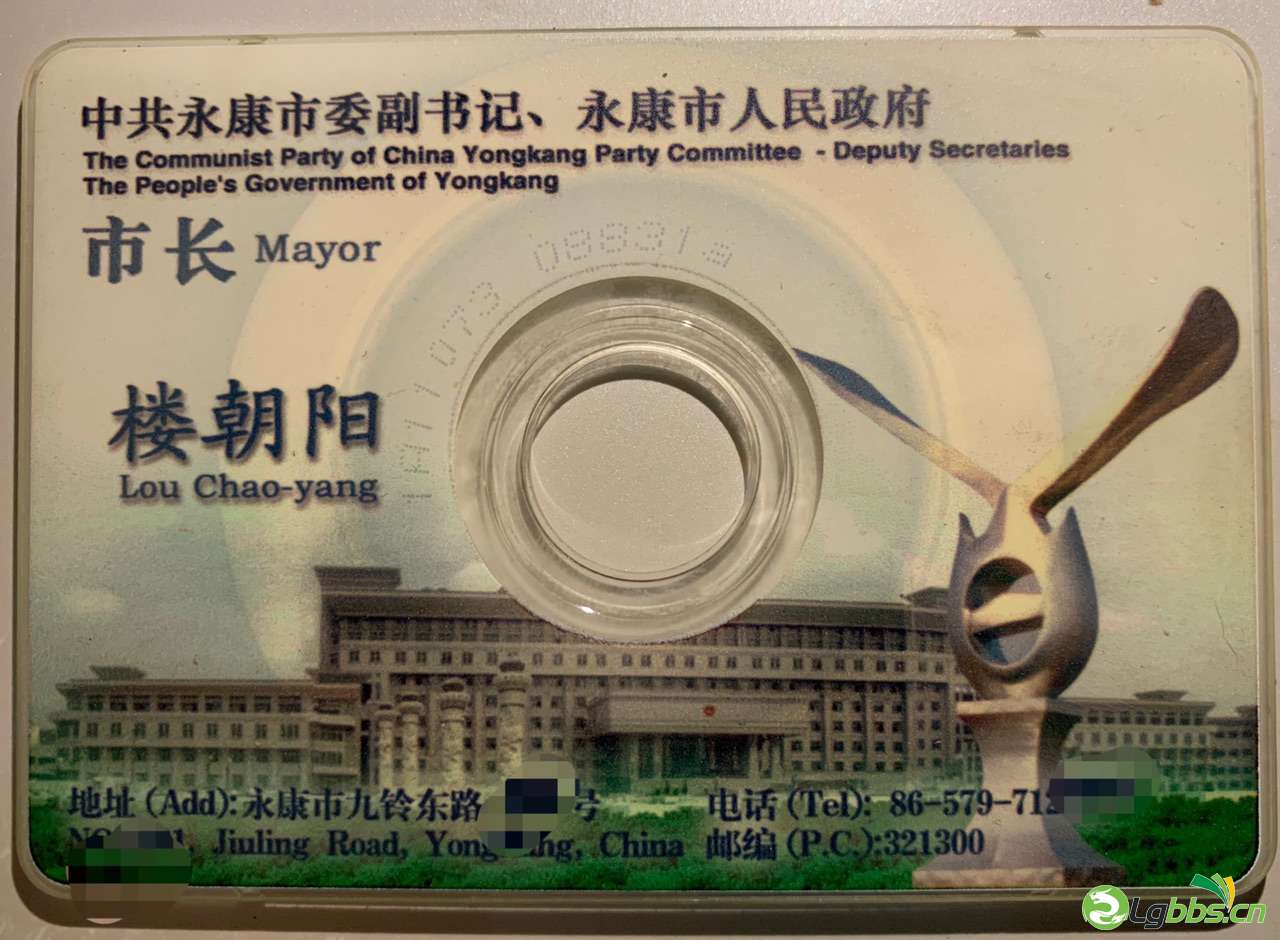 中共永康市委副书记、永康市人民政府
The Communist Party of China Yongkang Party Committee - Deputy Secretaries
The People's Government of Yongkang
市长 Mayor
073 08831a
楼朝阳
Lou Chao-yang
地址 (Add): 永康市九铃东路 号
Jiuling Road, China
电话 (Tel): 86-579-71
邮编 (P.C.):321300
Lgbbs.cn